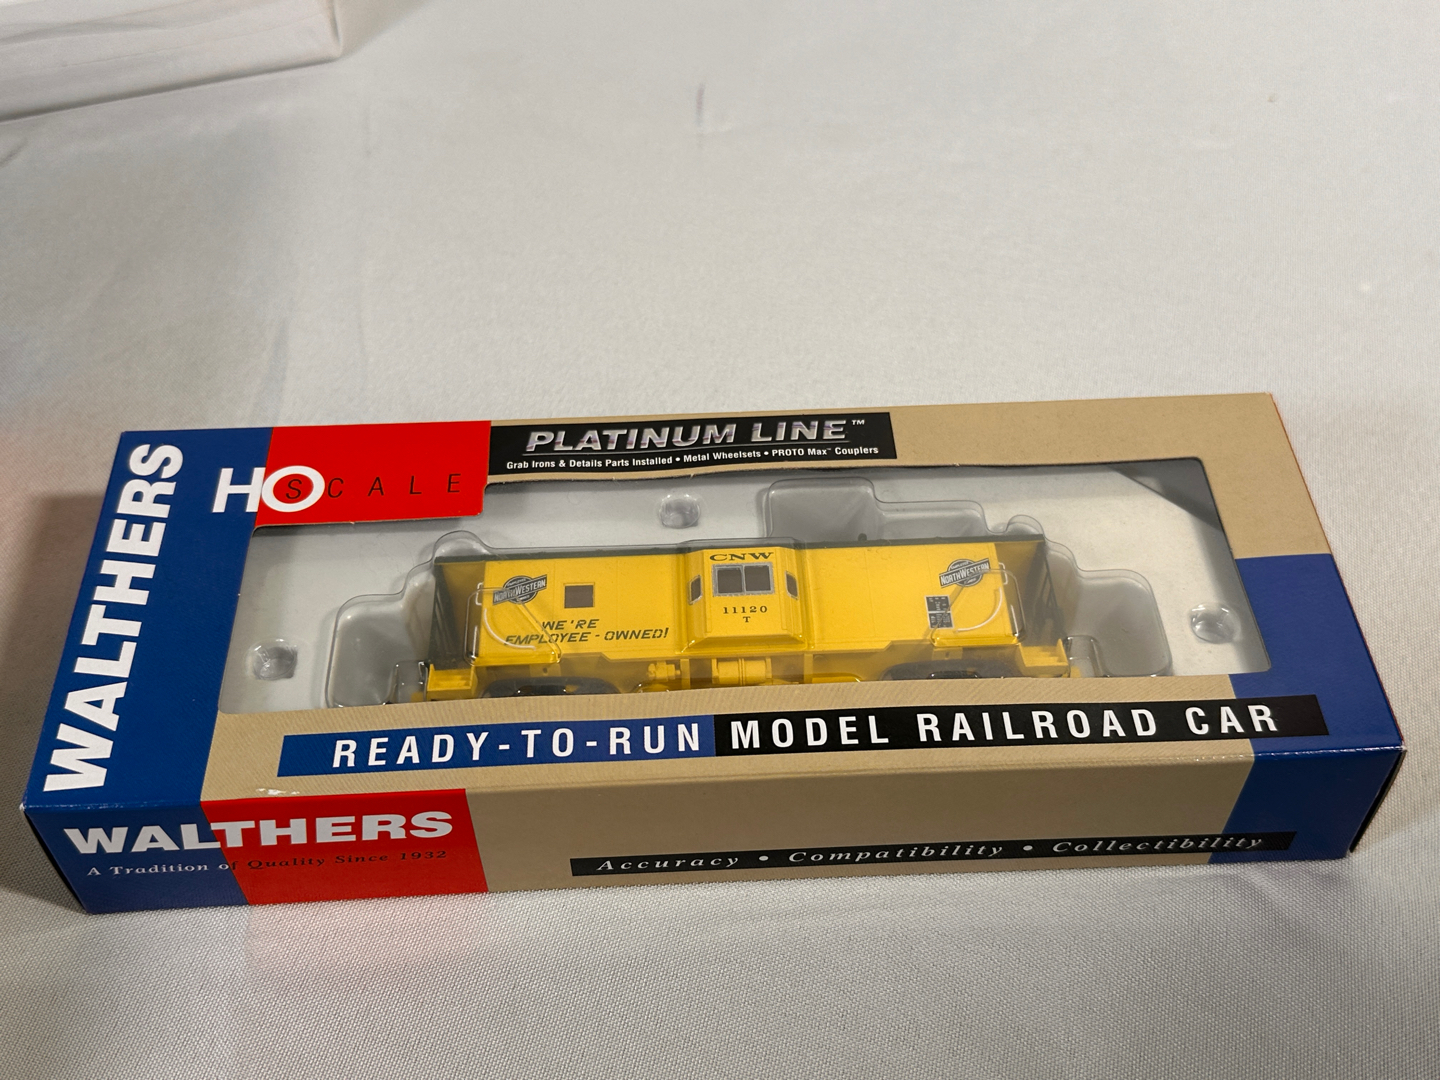 WALTHERS
HO SCALE
PLATINUM LINE™
Grab Irons & Details Parts Installed • Metal Wheelsets • PROTO Max™ Couplers
CNW
NORTHWESTERN
NORTHWESTERN
11120
T
WE'RE
EMPLOYEE-OWNED!
READY-TO-RUN MODEL RAILROAD CAR
WALTHERS
A Tradition of Quality Since 1932
Accuracy • Compatibility • Collectibility